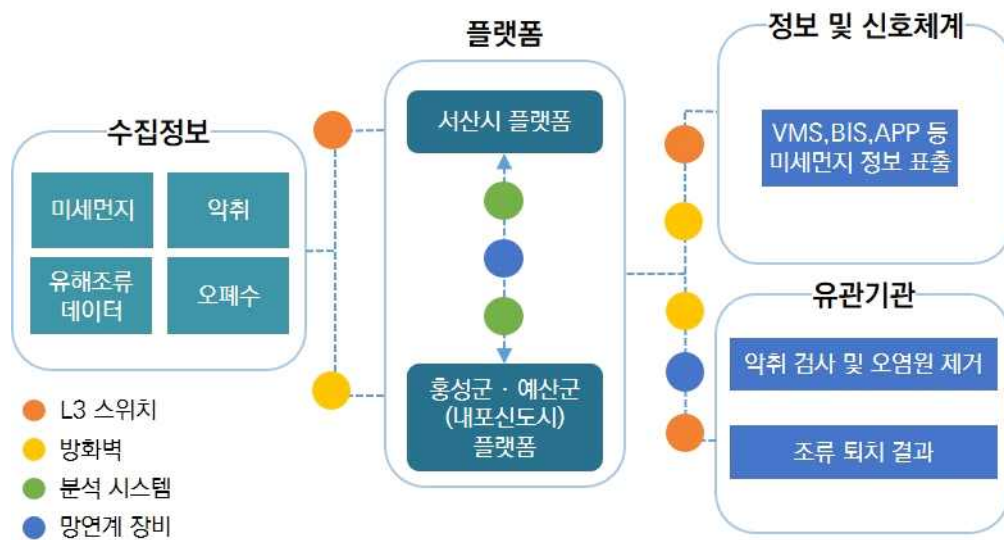 수집정보
미세먼지
악취
유해조류
데이터
오폐수
L3 스위치
방화벽
분석 시스템
망연계 장비
플랫폼
서산시 플랫폼
홍성군 · 예산군
(내포신도시)
플랫폼
정보 및 신호체계
VMS,BIS,APP 등
미세먼지 정보 표출
유관기관
악취 검사 및 오염원 제거
조류 퇴치 결과